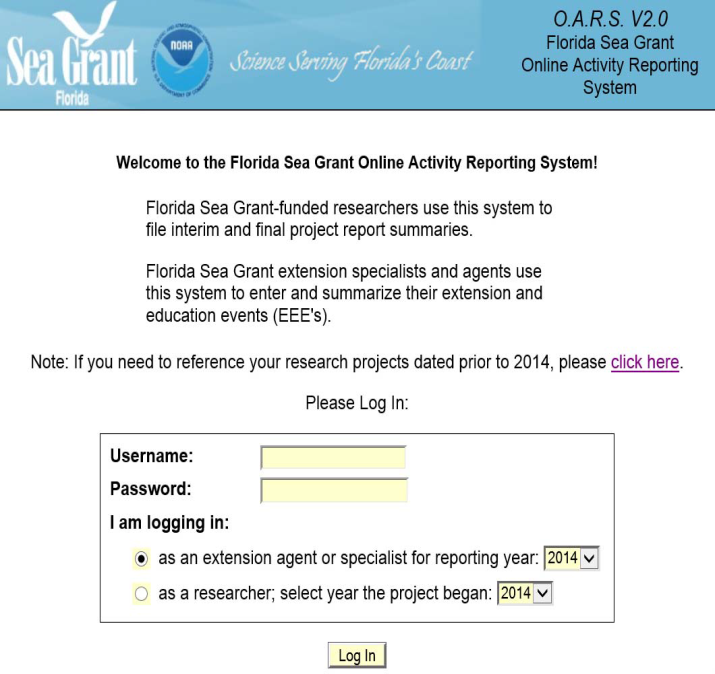 Sea Grant
Florida
NOAA
Science Serving Florida's Coast
O.A.R.S. V2.0
Florida Sea Grant
Online Activity Reporting
System
Welcome to the Florida Sea Grant Online Activity Reporting System!
Florida Sea Grant-funded researchers use this system to
file interim and final project report summaries.
Florida Sea Grant extension specialists and agents use
this system to enter and summarize their extension and
education events (EEE's).
Note: If you need to reference your research projects dated prior to 2014, please click here.
Please Log In:
Username:
Password:
I am logging in:
as an extension agent or specialist for reporting year: 2014
as a researcher; select year the project began: 2014
Log In